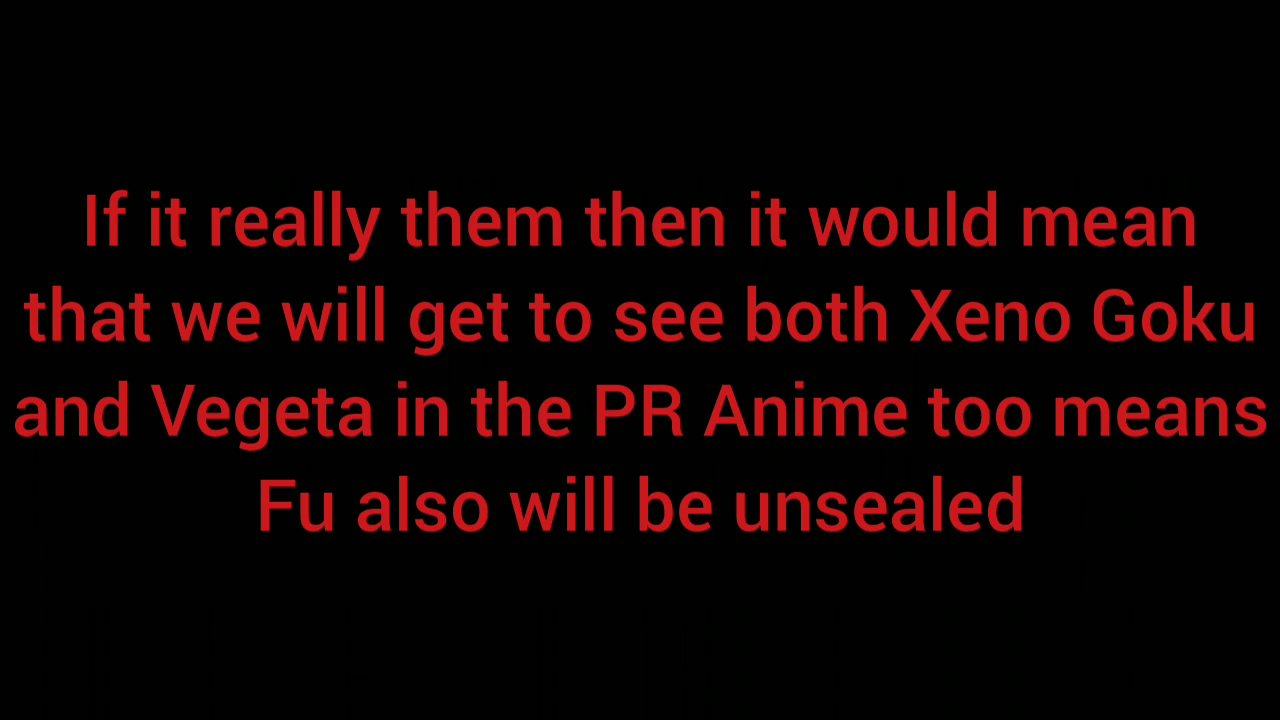 If it really them then it would mean
that we will get to see both Xeno Goku
and Vegeta in the PR Anime too means
Fu also will be unsealed